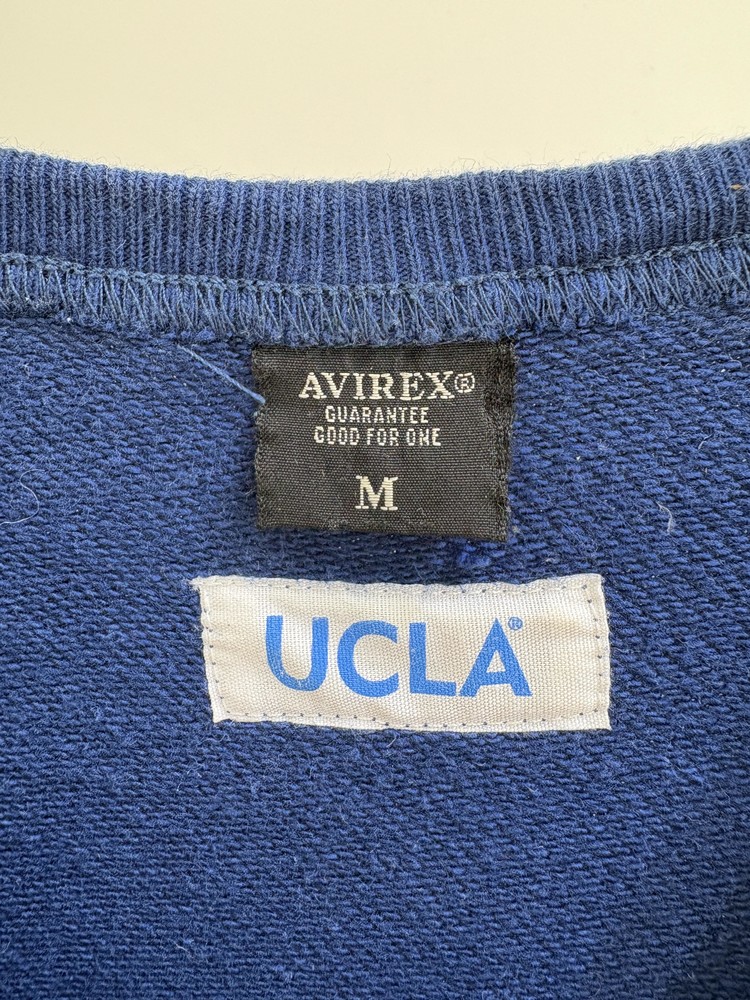 AVIREX®
GUARANTEE
GOOD FOR ONE
M
UCLA®